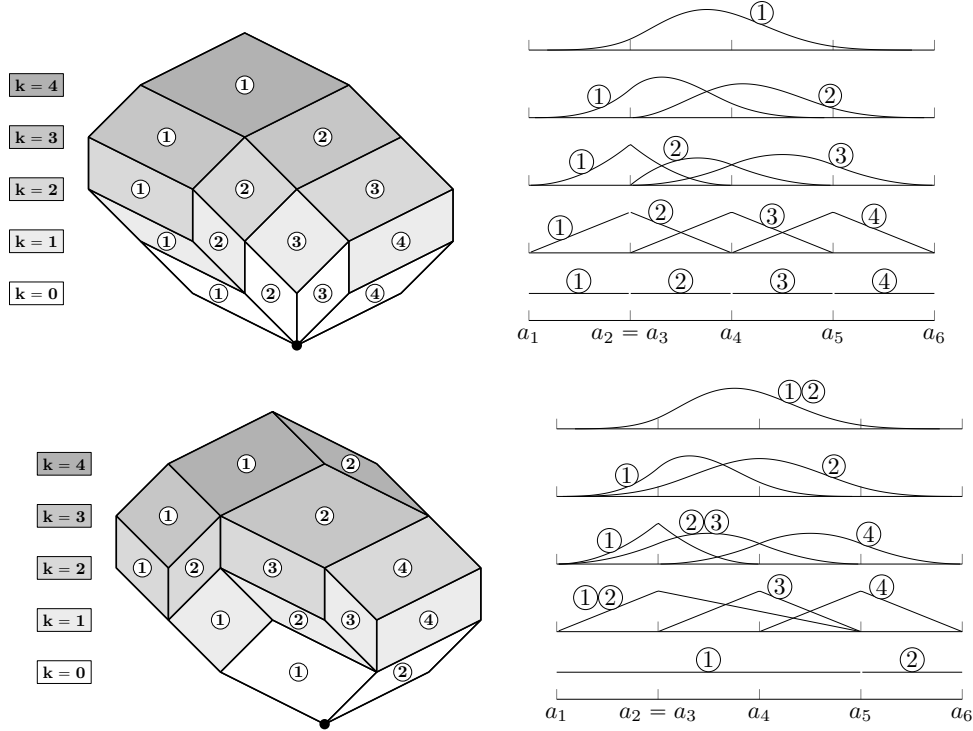 ①
k = 4 ① ① ②
k = 3 ① ② ① ② ③
k = 2 ① ② ③
k = 1 ① ② ③ ④ ① ② ③ ④
k = 0 ① ② ③ ④ ① ② ③ ④
a₁ a₂ = a₃ a₄ a₅ a₆
①②
k = 4 ① ② ① ②
k = 3 ① ② ① ②③ ④
k = 2 ① ② ③ ④
k = 1 ① ② ③ ④ ①② ③ ④
k = 0 ① ② ① ②
a₁ a₂ = a₃ a₄ a₅ a₆